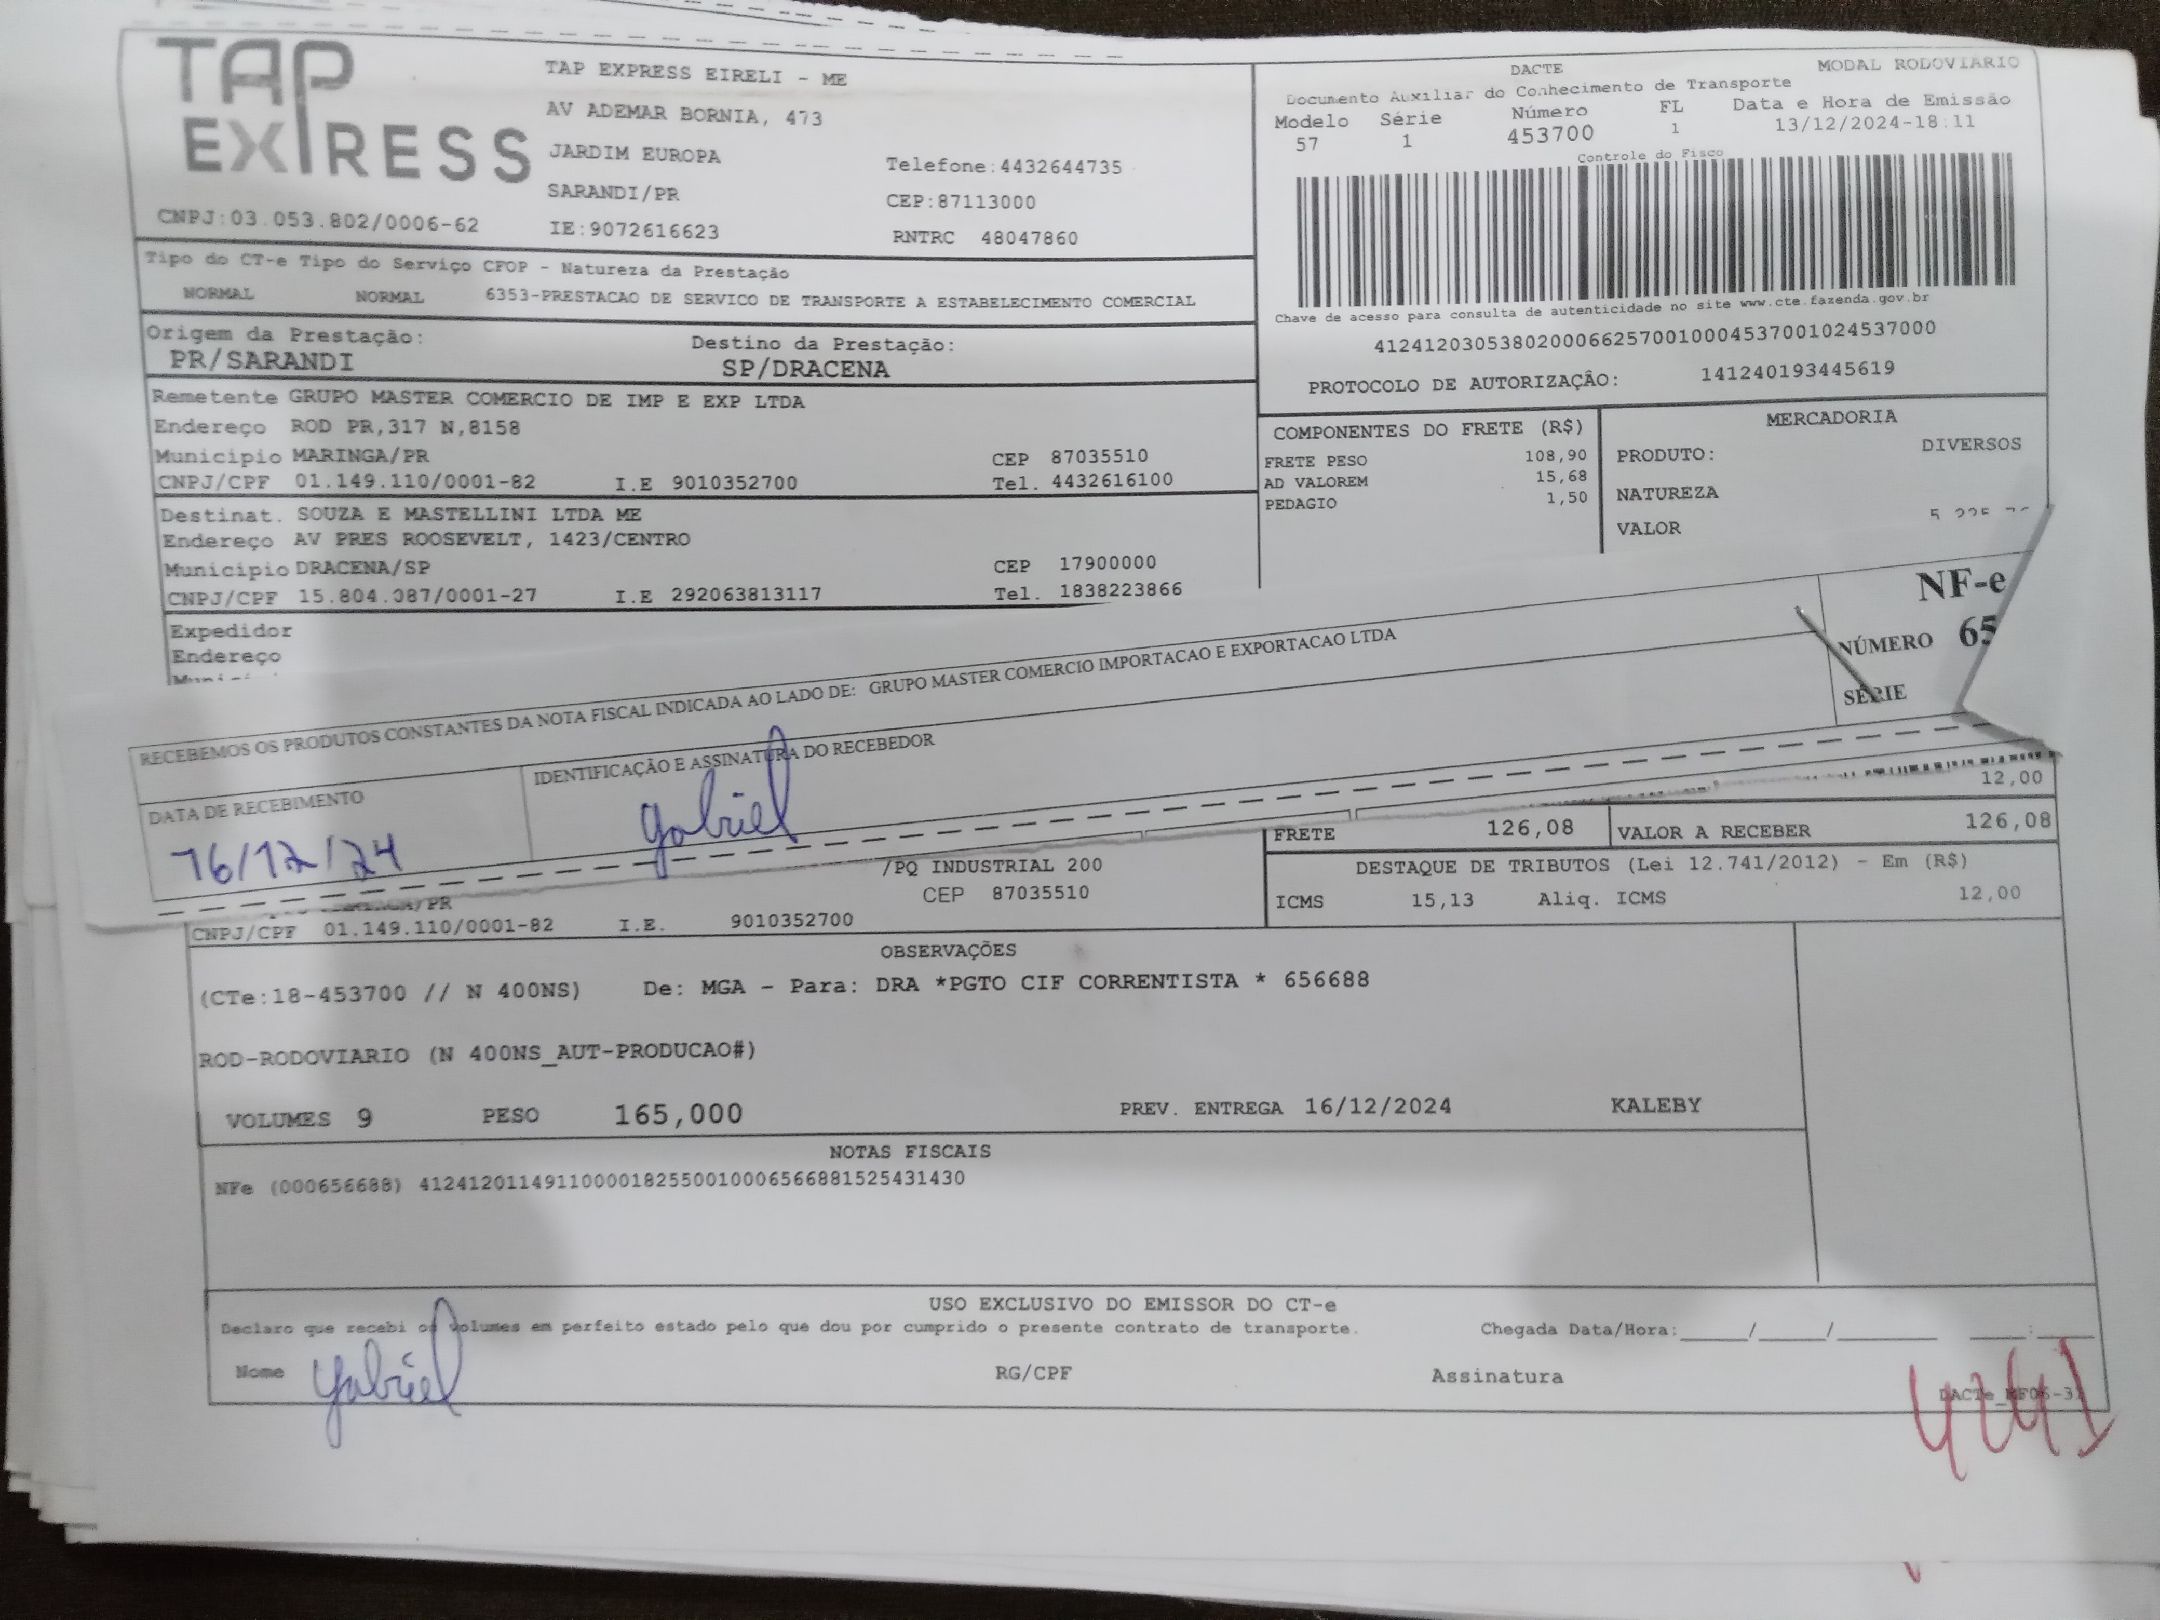 TAP EXPRESS
TAP EXPRESS EIRELI - ME
AV ADEMAR BORNIA, 473
JARDIM EUROPA
Telefone:4432644735
SARANDI/PR
CEP:87113000
CNPJ:03.053.802/0006-62
IE:9072616623
RNTRC 48047860
DACTE
MODAL RODOVIARIO
Documento Auxiliar do Conhecimento de Transporte
Modelo Série Número FL Data e Hora de Emissão
57 1 453700 1 13/12/2024-18:11
Controle do Fisco
Chave de acesso para consulta de autenticidade no site www.cte.fazenda.gov.br
41241203053802000662570010004537001024537000
PROTOCOLO DE AUTORIZAÇÃO: 141240193445619
Tipo do CT-e Tipo do Serviço CFOP - Natureza da Prestação
NORMAL NORMAL 6353-PRESTACAO DE SERVICO DE TRANSPORTE A ESTABELECIMENTO COMERCIAL
Origem da Prestação: Destino da Prestação:
PR/SARANDI SP/DRACENA
Remetente GRUPO MASTER COMERCIO DE IMP E EXP LTDA
Endereço ROD PR,317 N,8158
Municipio MARINGA/PR CEP 87035510
CNPJ/CPF 01.149.110/0001-82 I.E 9010352700 Tel. 4432616100
Destinat. SOUZA E MASTELLINI LTDA ME
Endereço AV PRES ROOSEVELT, 1423/CENTRO
Municipio DRACENA/SP CEP 17900000
CNPJ/CPF 15.804.087/0001-27 I.E 292063813117 Tel. 1838223866
Expedidor
Endereço
COMPONENTES DO FRETE (R$)
FRETE PESO 108,90
AD VALOREM 15,68
PEDAGIO 1,50
MERCADORIA
PRODUTO: DIVERSOS
NATUREZA
VALOR
RECEBEMOS OS PRODUTOS CONSTANTES DA NOTA FISCAL INDICADA AO LADO DE: GRUPO MASTER COMERCIO IMPORTACAO E EXPORTACAO LTDA
NF-e
NÚMERO 65
SÉRIE
DATA DE RECEBIMENTO
16/12/24
IDENTIFICAÇÃO E ASSINATURA DO RECEBEDOR
Gabriel
12,00
FRETE 126,08 VALOR A RECEBER 126,08
/PQ INDUSTRIAL 200
CEP 87035510
CNPJ/CPF 01.149.110/0001-82 I.E. 9010352700
DESTAQUE DE TRIBUTOS (Lei 12.741/2012) - Em (R$)
ICMS 15,13 Aliq. ICMS 12,00
OBSERVAÇÕES
(CTe:18-453700 // N 400NS) De: MGA - Para: DRA *PGTO CIF CORRENTISTA * 656688
ROD-RODOVIARIO (N 400NS_AUT-PRODUCAO#)
VOLUMES 9 PESO 165,000 PREV. ENTREGA 16/12/2024 KALEBY
NOTAS FISCAIS
NFe (000656688) 41241201149110000182550010006566881525431430
USO EXCLUSIVO DO EMISSOR DO CT-e
Declaro que recebi os volumes em perfeito estado pelo que dou por cumprido o presente contrato de transporte. Chegada Data/Hora:_____/_____/________ ____:____
Nome Gabriel RG/CPF Assinatura